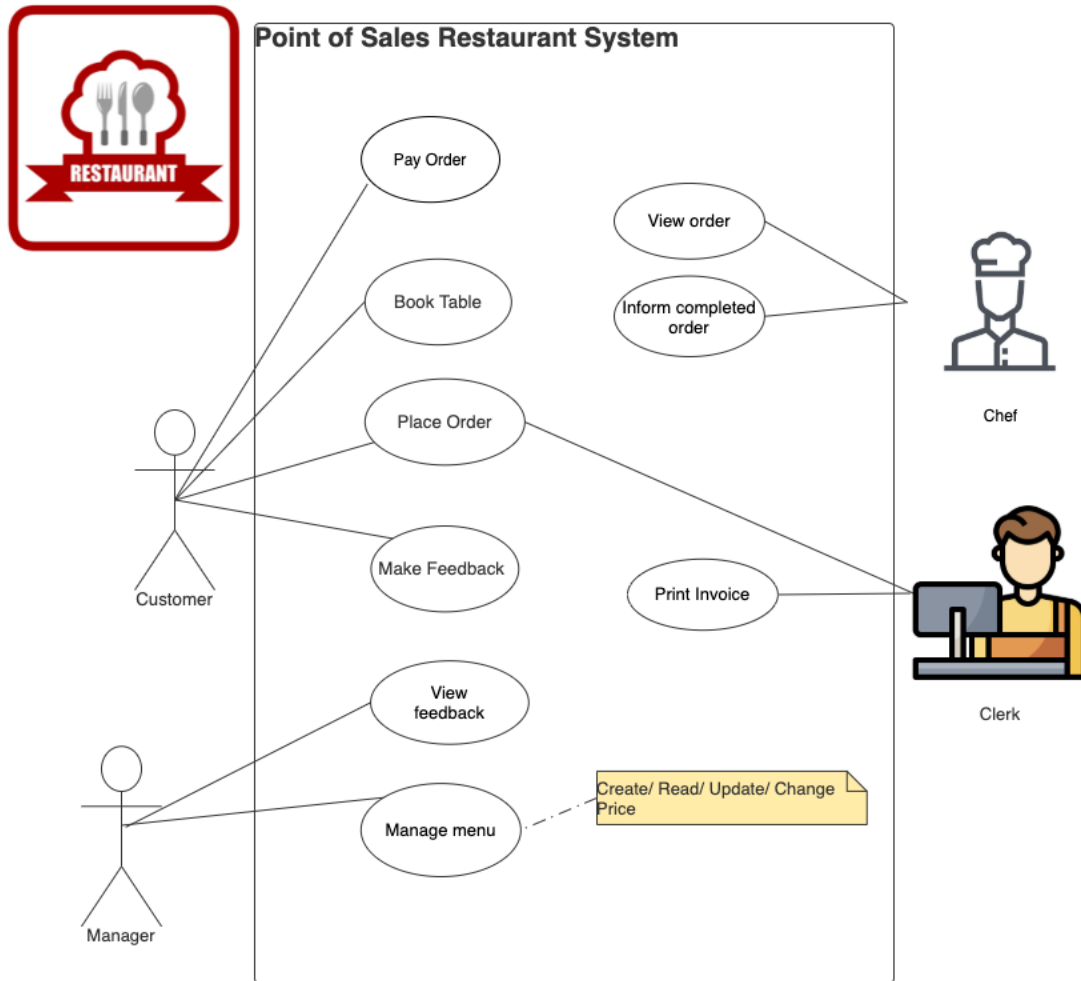 Point of Sales Restaurant System
RESTAURANT
Pay Order
View order
Book Table
Inform completed
order
Place Order
Chef
Make Feedback
Print Invoice
Customer
View
feedback
Clerk
Create/ Read/ Update/ Change
Price
Manage menu
Manager